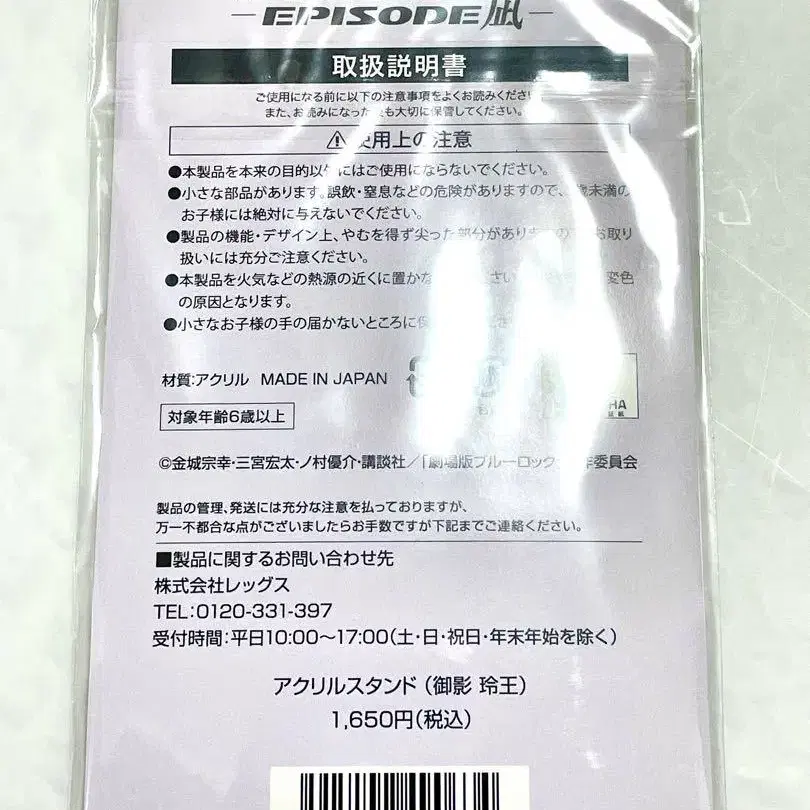 —EPISODE凪—
取扱説明書
ご使用になる前に以下の注意事項をよくお読みくださ
また、お読みになった も大切に保管してください。
使用上の注意
●本製品を本来の目的以外にはご使用にならないでください。
●小さな部品があります。誤飲・窒息などの危険がありますので、 歳未満の
お子様には絶対に与えないでください。
●製品の機能・デザイン上、やむを得ず尖った部分があります お取り
扱いには充分ご注意ください。
●本製品を火気などの熱源の近くに置かな さい 変色
の原因となります。
●小さなお子様の手の届かないところに保 さ
材質:アクリル MADE IN JAPAN
HA
証紙
対象年齢6歳以上
©金城宗幸・三宮宏太・ノ村優介・講談社／「劇場版ブルーロック 作委員会
製品の管理、発送には充分な注意を払っておりますが、
万一不都合な点がございましたらお手数ですが下記までご連絡ください。
■製品に関するお問い合わせ先
株式会社レッグス
TEL:0120-331-397
受付時間:平日10:00〜17:00(土・日・祝日・年末年始を除く)
アクリルスタンド(御影 玲王)
1,650円(税込)